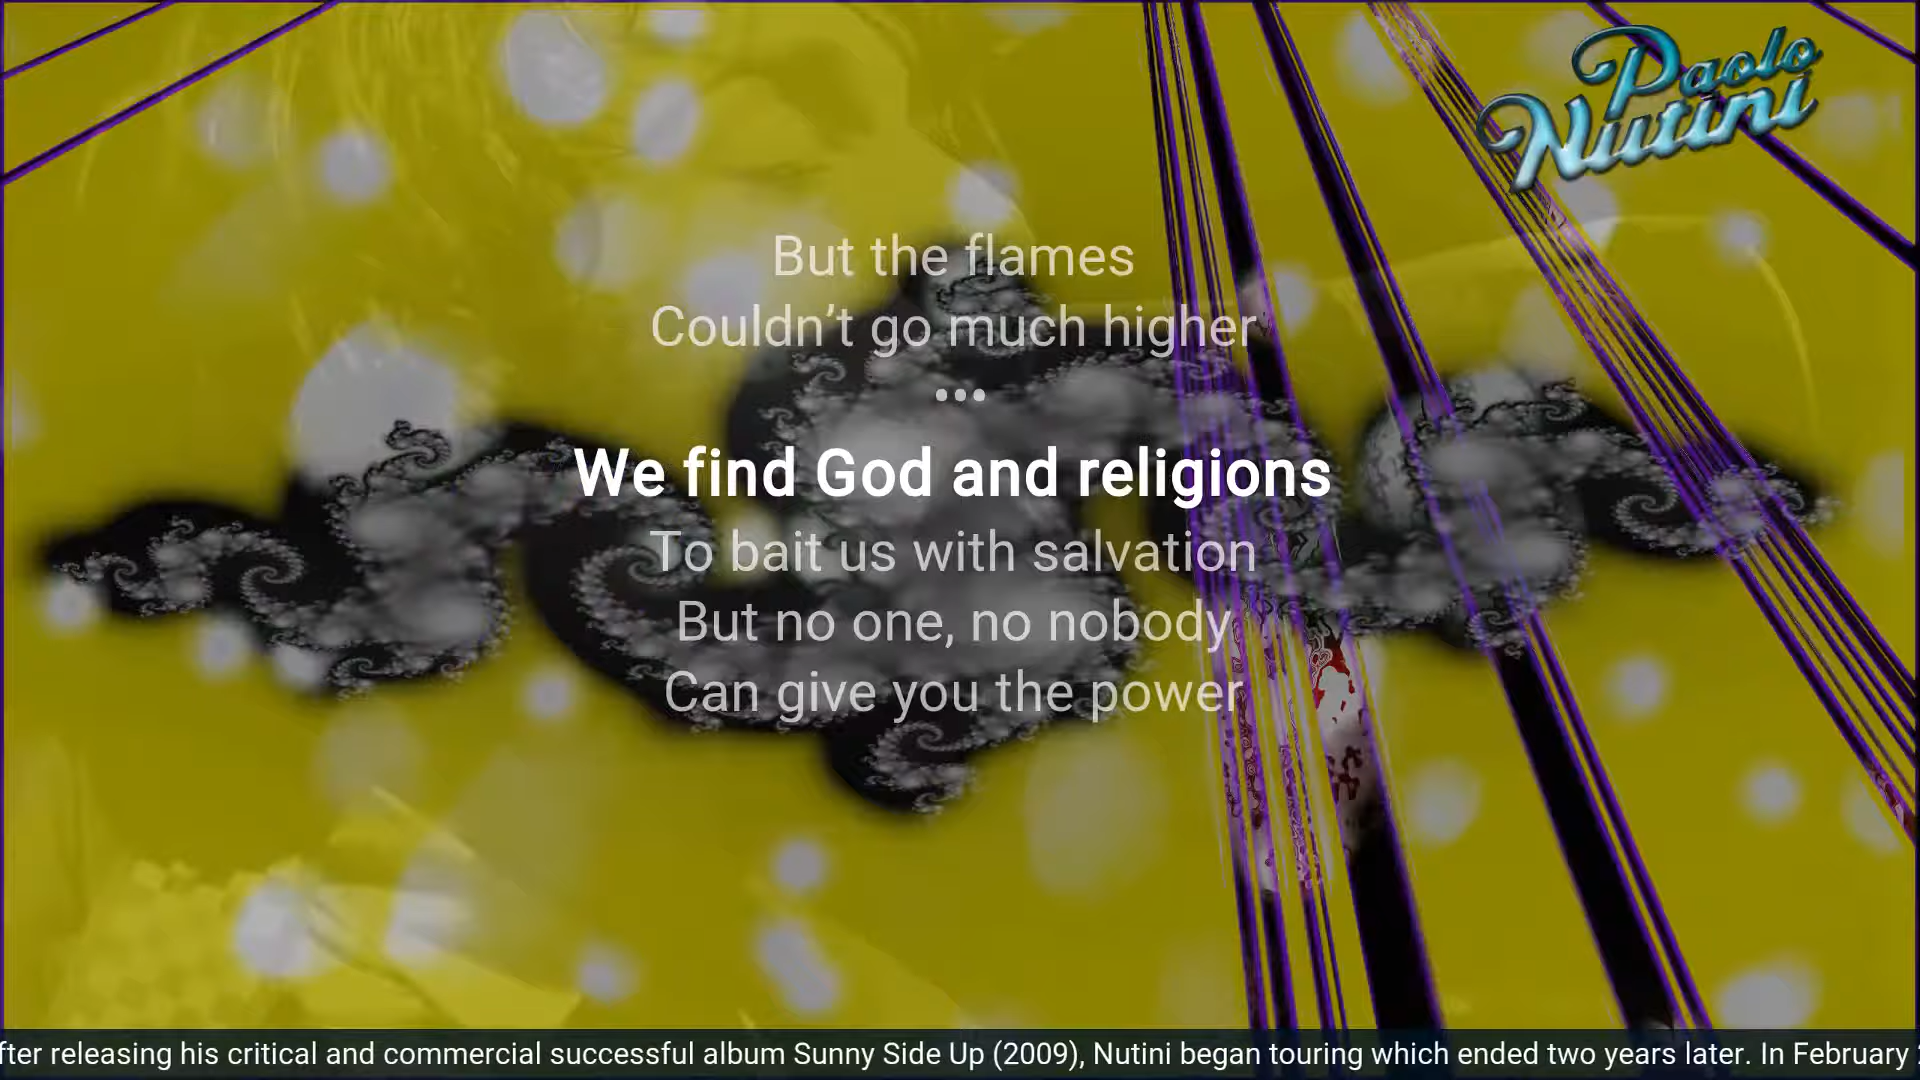 Paolo
Nutini
But the flames
Couldn’t go much higher
•••
We find God and religions
To bait us with salvation
But no one, no nobody
Can give you the power
fter releasing his critical and commercial successful album Sunny Side Up (2009), Nutini began touring which ended two years later. In February